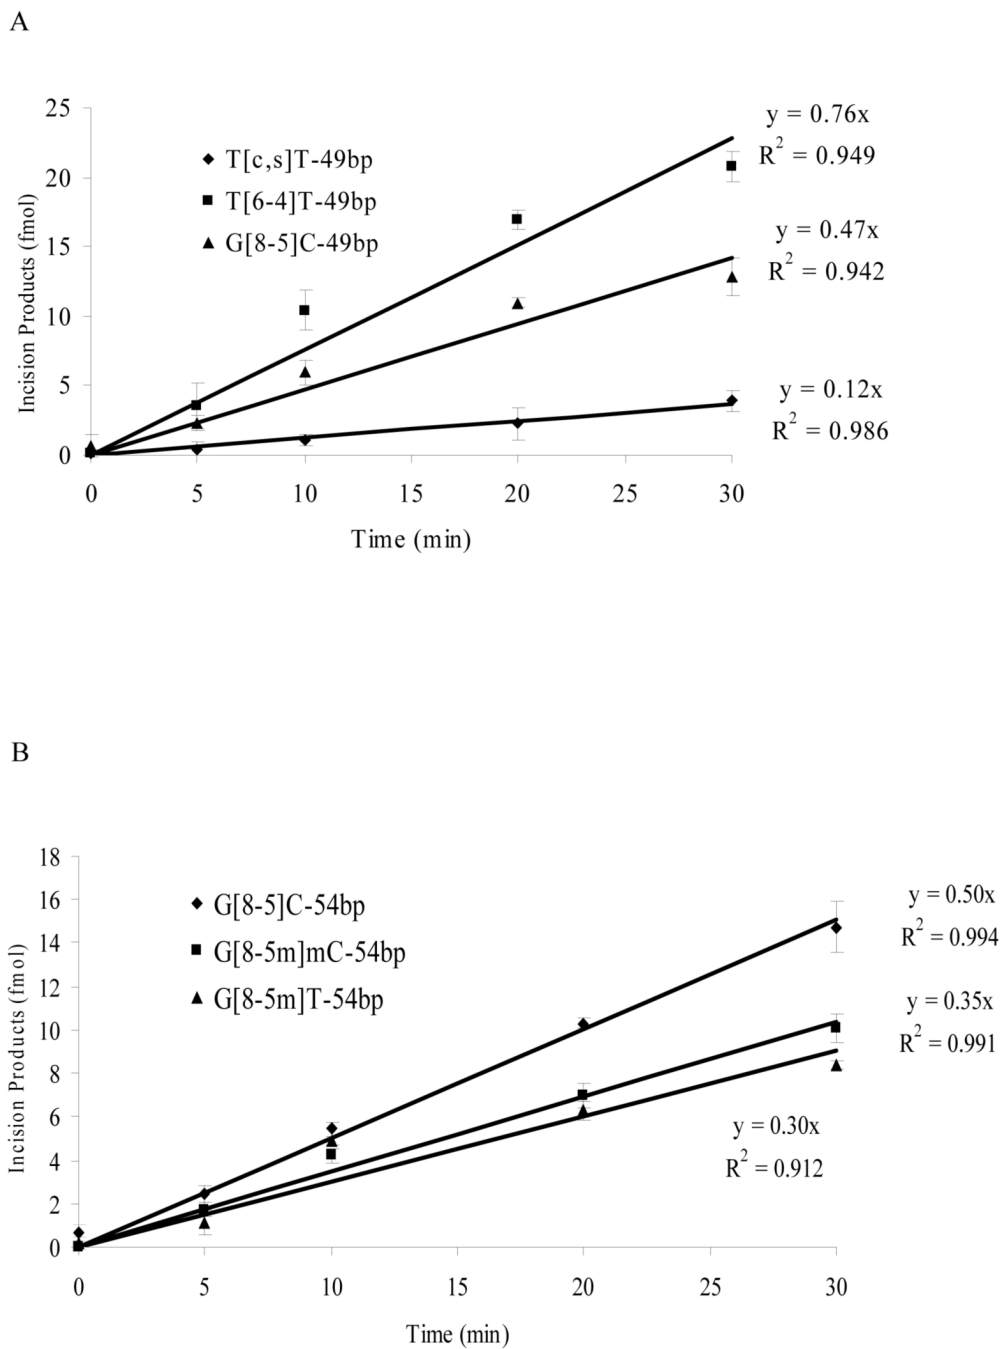 A
25
20
15
10
5
0
Incision Products (fmol)
T[c,s]T-49bp
T[6-4]T-49bp
G[8-5]C-49bp
y = 0.76x
R² = 0.949
y = 0.47x
R² = 0.942
y = 0.12x
R² = 0.986
0 5 10 15 20 25 30
Time (min)
B
18
16
14
12
10
8
6
4
2
0
Incision Products (fmol)
G[8-5]C-54bp
G[8-5m]mC-54bp
G[8-5m]T-54bp
y = 0.50x
R² = 0.994
y = 0.35x
R² = 0.991
y = 0.30x
R² = 0.912
0 5 10 15 20 25 30
Time (min)